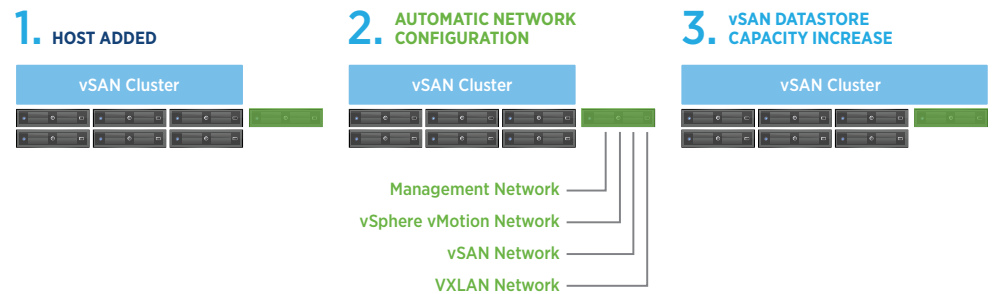 1. HOST ADDED
vSAN Cluster
2. AUTOMATIC NETWORK
CONFIGURATION
vSAN Cluster
Management Network
vSphere vMotion Network
vSAN Network
VXLAN Network
3. vSAN DATASTORE
CAPACITY INCREASE
vSAN Cluster